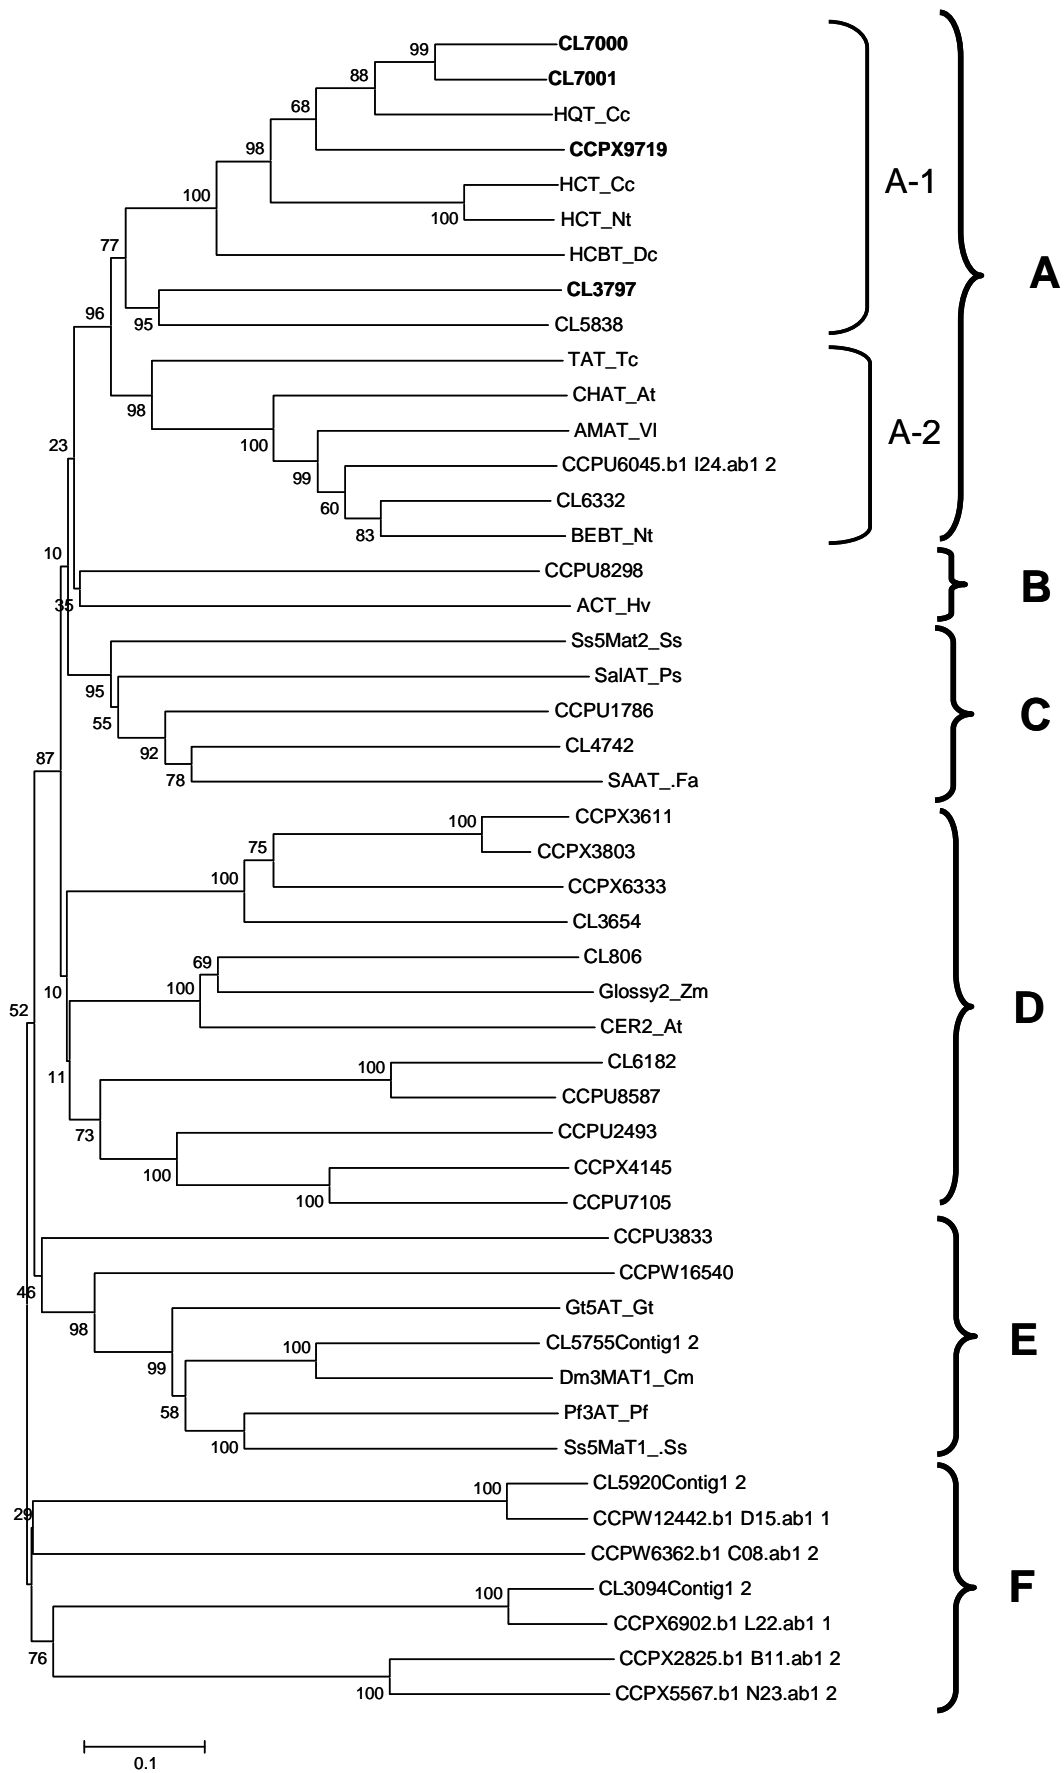 99
CL7000
88
CL7001
68
HQT_Cc
98
CCPX9719
A-1
100
HCT_Cc
100
HCT_Nt
77
HCBT_Dc
A
96
CL3797
95
CL5838
98
TAT_Tc
CHAT_At
100
AMAT_Vl
A-2
23
99
CCPU6045.b1 I24.ab1 2
60
CL6332
83
BEBT_Nt
10
CCPU8298
B
35
ACT_Hv
Ss5Mat2_Ss
95
SalAT_Ps
55
CCPU1786
C
87
92
CL4742
78
SAAT_.Fa
100
CCPX3611
75
CCPX3803
100
CCPX6333
CL3654
69
CL806
10
100
Glossy2_Zm
D
52
CER2_At
11
100
CL6182
CCPU8587
73
CCPU2493
100
CCPX4145
100
CCPU7105
CCPU3833
46
CCPW16540
98
Gt5AT_Gt
100
CL5755Contig1 2
E
99
Dm3MAT1_Cm
58
Pf3AT_Pf
100
Ss5MaT1_.Ss
100
CL5920Contig1 2
29
CCPW12442.b1 D15.ab1 1
CCPW6362.b1 C08.ab1 2
100
CL3094Contig1 2
F
CCPX6902.b1 L22.ab1 1
76
CCPX2825.b1 B11.ab1 2
100
CCPX5567.b1 N23.ab1 2
0.1